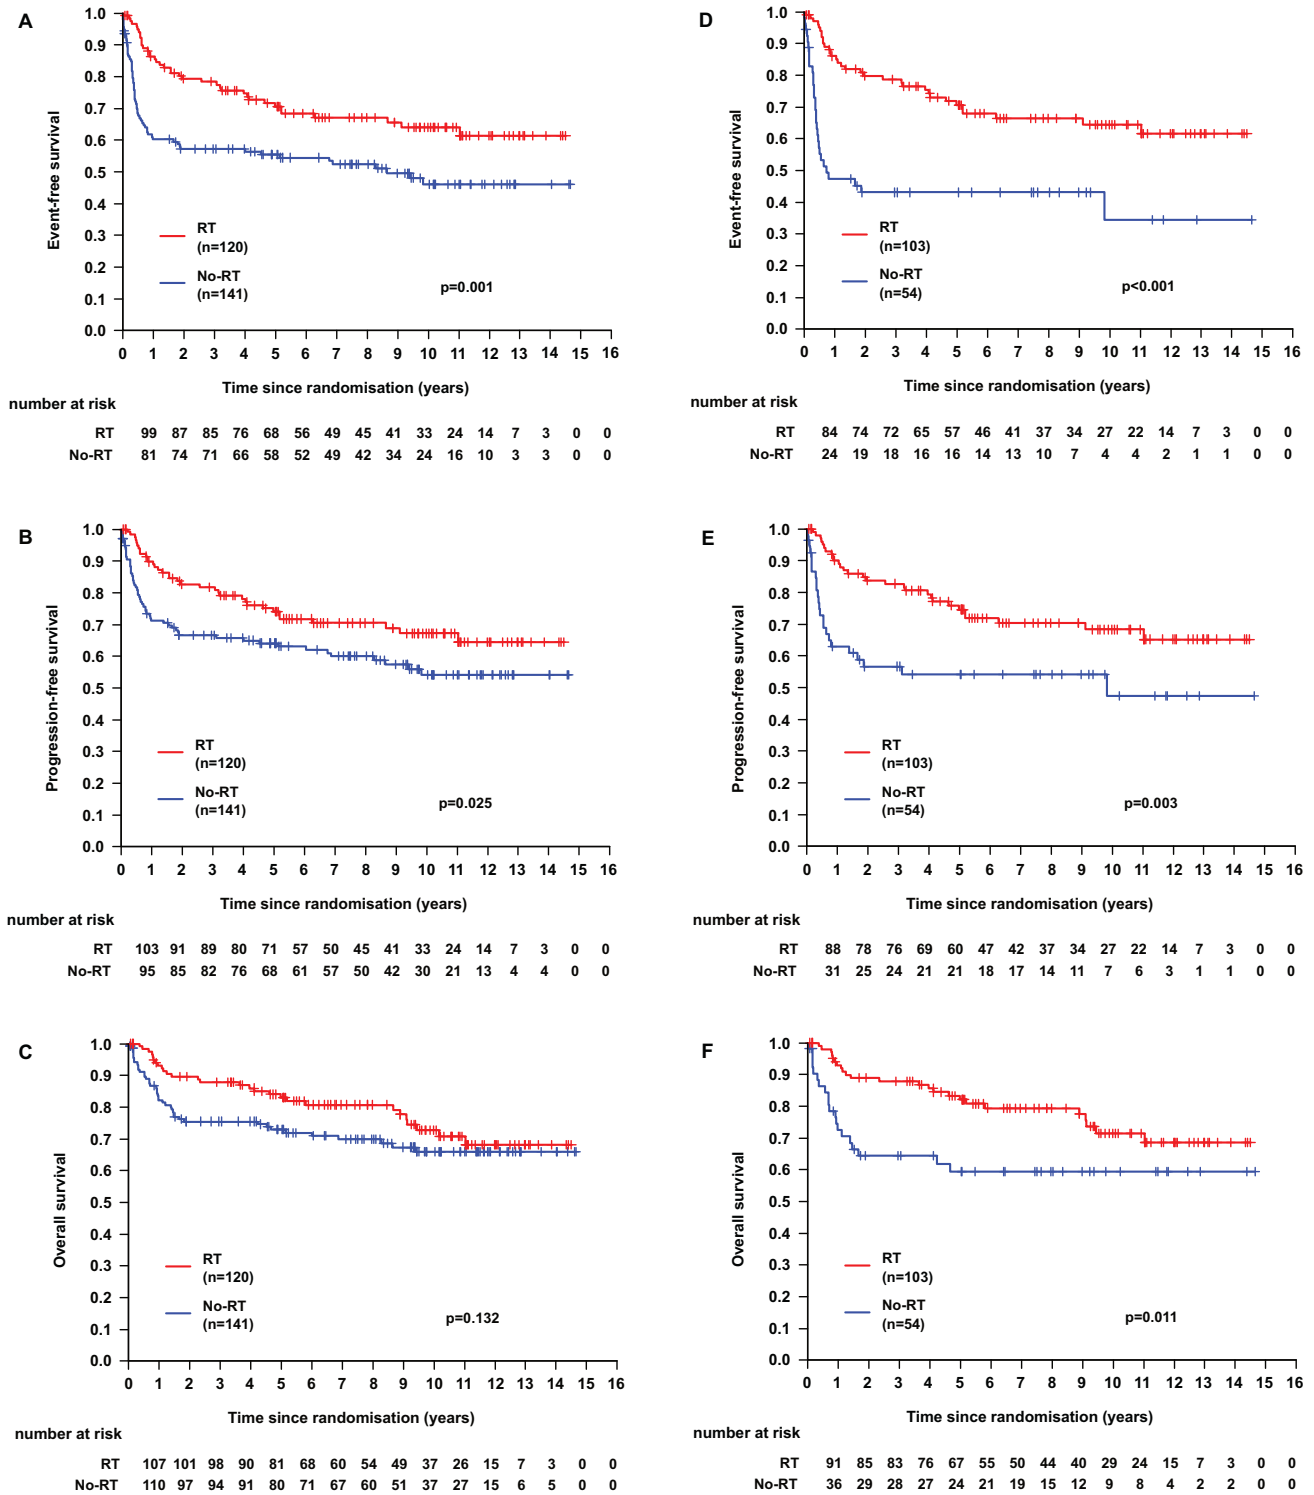 A
1.0
0.9
0.8
0.7
0.6
0.5
0.4
0.3
0.2
0.1
0.0
Event-free survival
RT
(n=120)
No-RT
(n=141)
p=0.001
0 1 2 3 4 5 6 7 8 9 10 11 12 13 14 15 16
Time since randomisation (years)
number at risk
RT 99 87 85 76 68 56 49 45 41 33 24 14 7 3 0 0
No-RT 81 74 71 66 58 52 49 42 34 24 16 10 3 3 0 0
D
1.0
0.9
0.8
0.7
0.6
0.5
0.4
0.3
0.2
0.1
0.0
Event-free survival
RT
(n=103)
No-RT
(n=54)
p<0.001
0 1 2 3 4 5 6 7 8 9 10 11 12 13 14 15 16
Time since randomisation (years)
number at risk
RT 84 74 72 65 57 46 41 37 34 27 22 14 7 3 0 0
No-RT 24 19 18 16 16 14 13 10 7 4 4 2 1 1 0 0
B
1.0
0.9
0.8
0.7
0.6
0.5
0.4
0.3
0.2
0.1
0.0
Progression-free survival
RT
(n=120)
No-RT
(n=141)
p=0.025
0 1 2 3 4 5 6 7 8 9 10 11 12 13 14 15 16
Time since randomisation (years)
number at risk
RT 103 91 89 80 71 57 50 45 41 33 24 14 7 3 0 0
No-RT 95 85 82 76 68 61 57 50 42 30 21 13 4 4 0 0
E
1.0
0.9
0.8
0.7
0.6
0.5
0.4
0.3
0.2
0.1
0.0
Progression-free survival
RT
(n=103)
No-RT
(n=54)
p=0.003
0 1 2 3 4 5 6 7 8 9 10 11 12 13 14 15 16
Time since randomisation (years)
number at risk
RT 88 78 76 69 60 47 42 37 34 27 22 14 7 3 0 0
No-RT 31 25 24 21 21 18 17 14 11 7 6 3 1 1 0 0
C
1.0
0.9
0.8
0.7
0.6
0.5
0.4
0.3
0.2
0.1
0.0
Overall survival
RT
(n=120)
No-RT
(n=141)
p=0.132
0 1 2 3 4 5 6 7 8 9 10 11 12 13 14 15 16
Time since randomisation (years)
number at risk
RT 107 101 98 90 81 68 60 54 49 37 26 15 7 3 0 0
No-RT 110 97 94 91 80 71 67 60 51 37 27 15 6 5 0 0
F
1.0
0.9
0.8
0.7
0.6
0.5
0.4
0.3
0.2
0.1
0.0
Overall survival
RT
(n=103)
No-RT
(n=54)
p=0.011
0 1 2 3 4 5 6 7 8 9 10 11 12 13 14 15 16
Time since randomisation (years)
number at risk
RT 91 85 83 76 67 55 50 44 40 29 24 15 7 3 0 0
No-RT 36 29 28 27 24 21 19 15 12 9 8 4 2 2 0 0